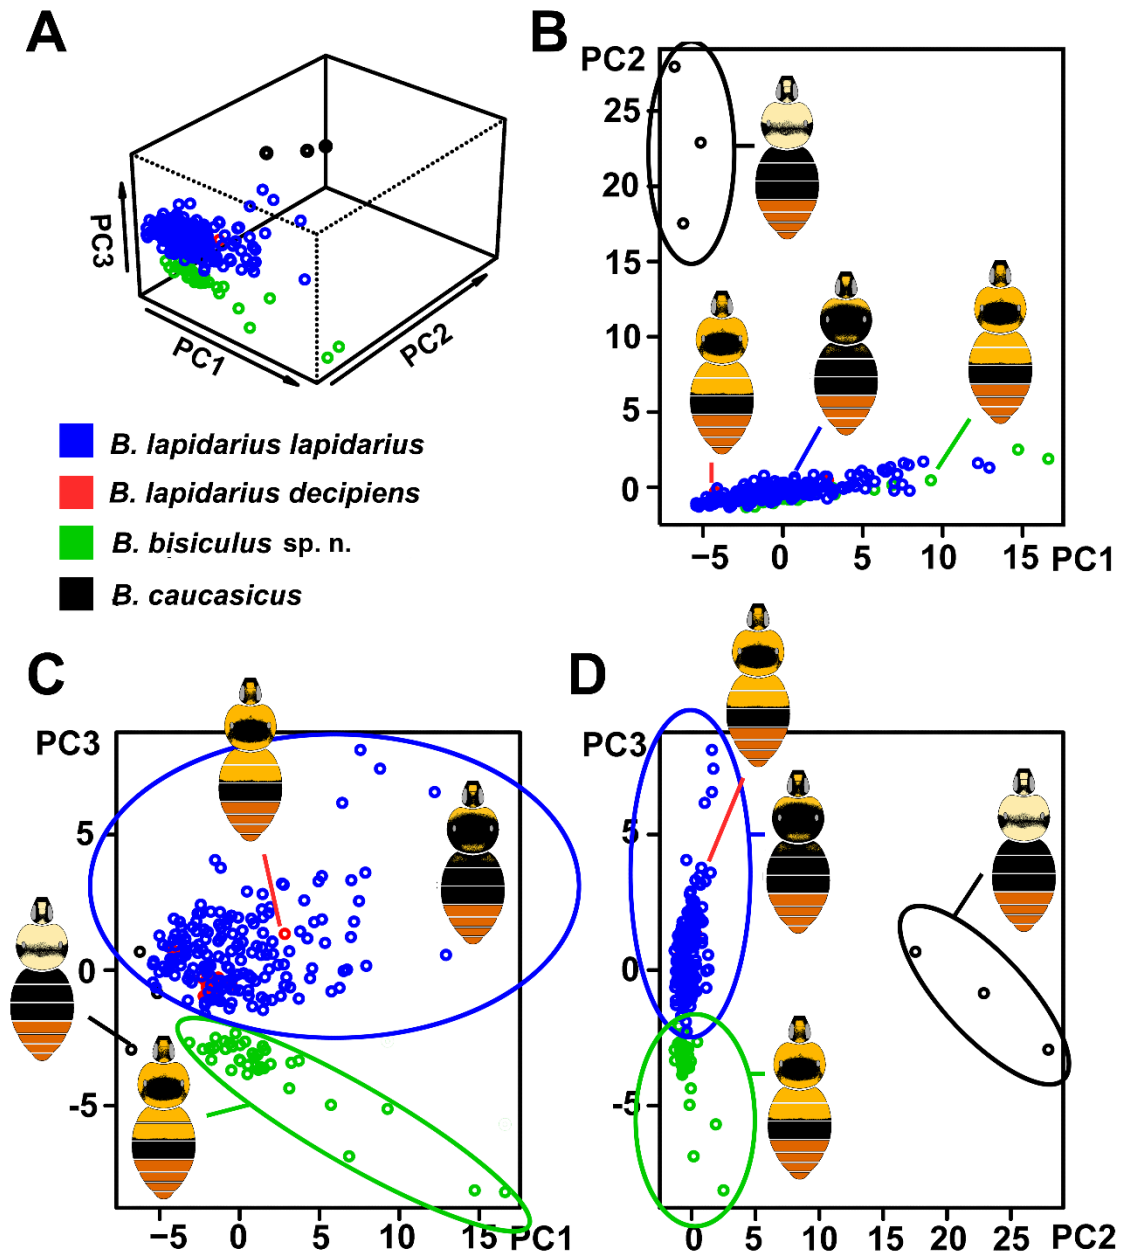 A
PC3
PC1
PC2
B. lapidarius lapidarius
B. lapidarius decipiens
B. bisiculus sp. n.
B. caucasicus
B
PC2
25
20
15
10
5
0
−5 0 5 10 15 PC1
C
PC3
5
0
-5
-5 0 5 10 15 PC1
D
PC3
5
0
-5
0 5 10 15 20 25 PC2